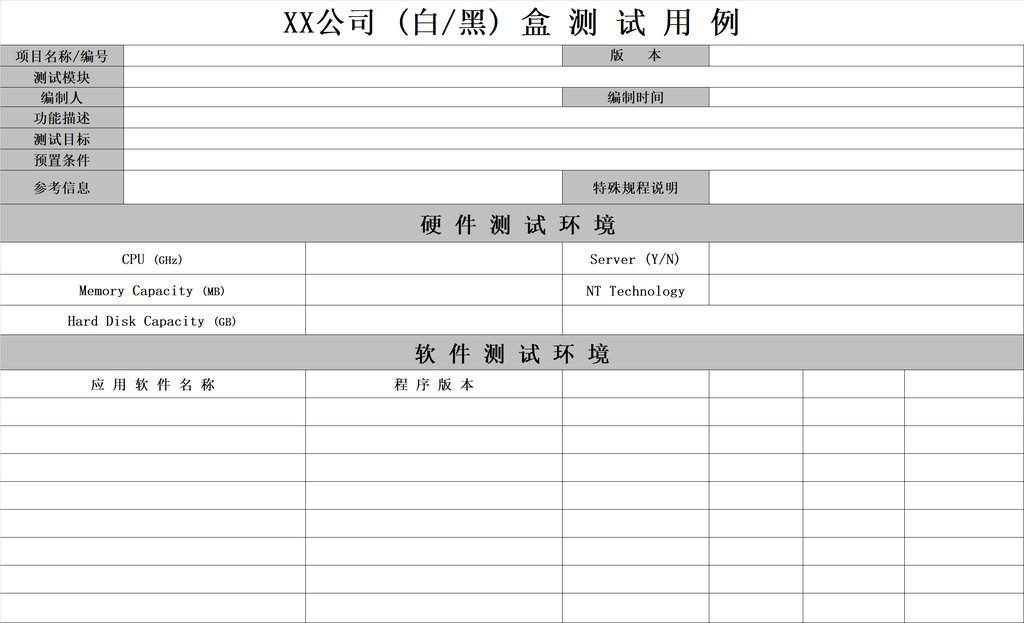 XX公司 (白/黑) 盒 测 试 用 例
项目名称/编号 版 本
测试模块
编制人 编制时间
功能描述
测试目标
预置条件
参考信息 特殊规程说明
硬 件 测 试 环 境
CPU (GHz) Server (Y/N)
Memory Capacity (MB) NT Technology
Hard Disk Capacity (GB)
软 件 测 试 环 境
应 用 软 件 名 称 程 序 版 本